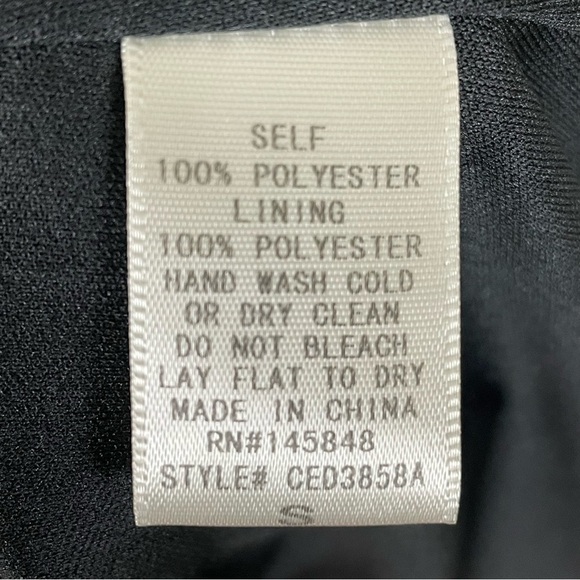 SELF
100% POLYESTER
LINING
100% POLYESTER
HAND WASH COLD
OR DRY CLEAN
DO NOT BLEACH
LAY FLAT TO DRY
MADE IN CHINA
RN#145848
STYLE# CED3858A
S